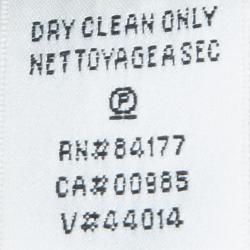 DRY CLEAN ONLY
NETTOYAGE A SEC
P
RN#84177
CA#00985
V#44014